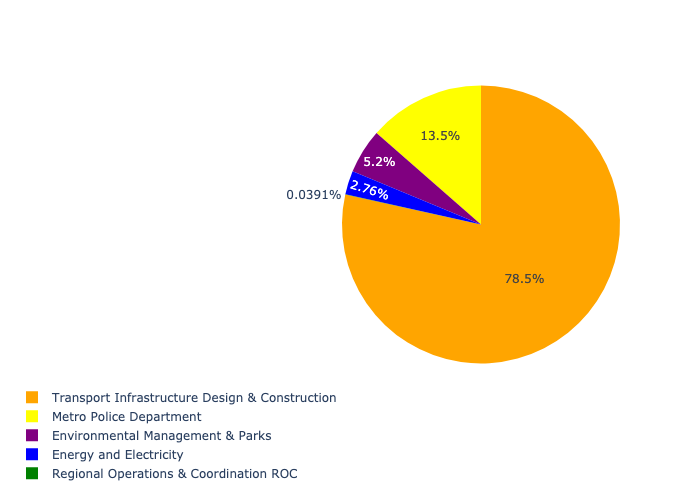 13.5%
5.2%
2.76%
0.0391%
78.5%
Transport Infrastructure Design & Construction
Metro Police Department
Environmental Management & Parks
Energy and Electricity
Regional Operations & Coordination ROC